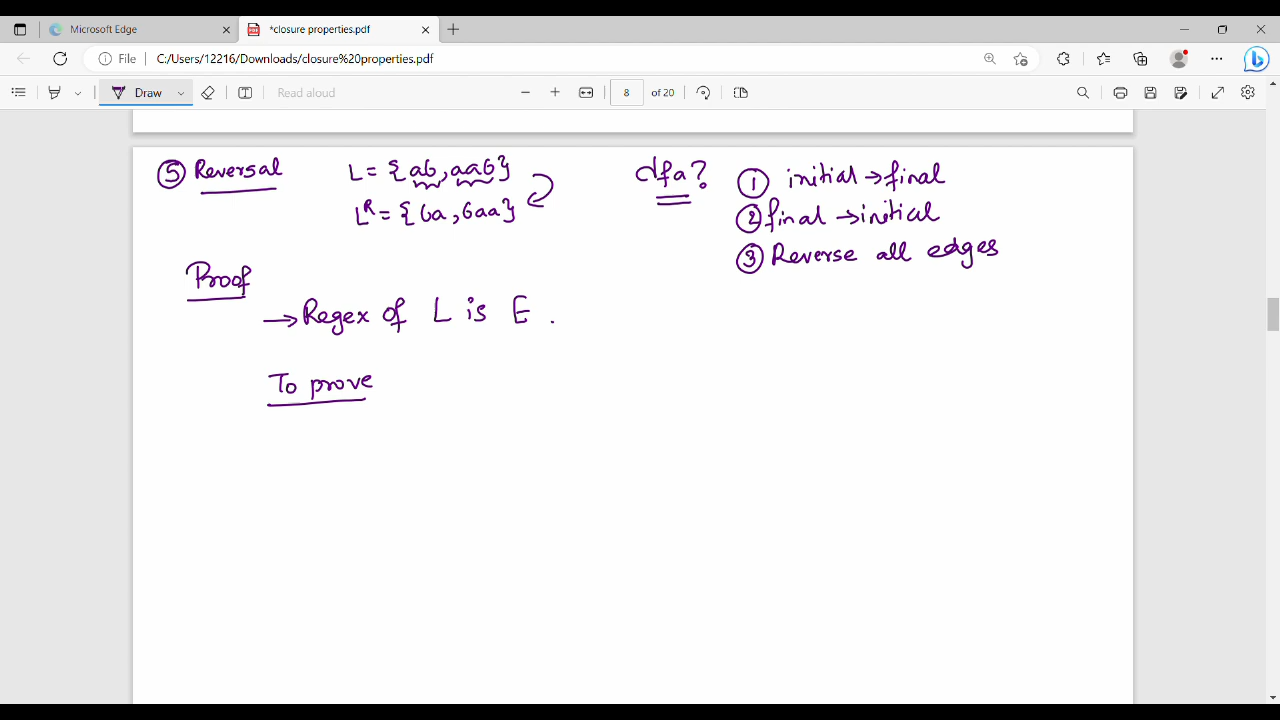 Microsoft Edge
*closure properties.pdf
File C:/Users/12216/Downloads/closure%20properties.pdf
Draw
Read aloud
8 of 20
⑤ Reversal
L = {ab, aab}
L^R = {ba, baa}
dfa?
① initial → final
② final → initial
③ Reverse all edges
Proof
→ Regex of L is E .
To prove